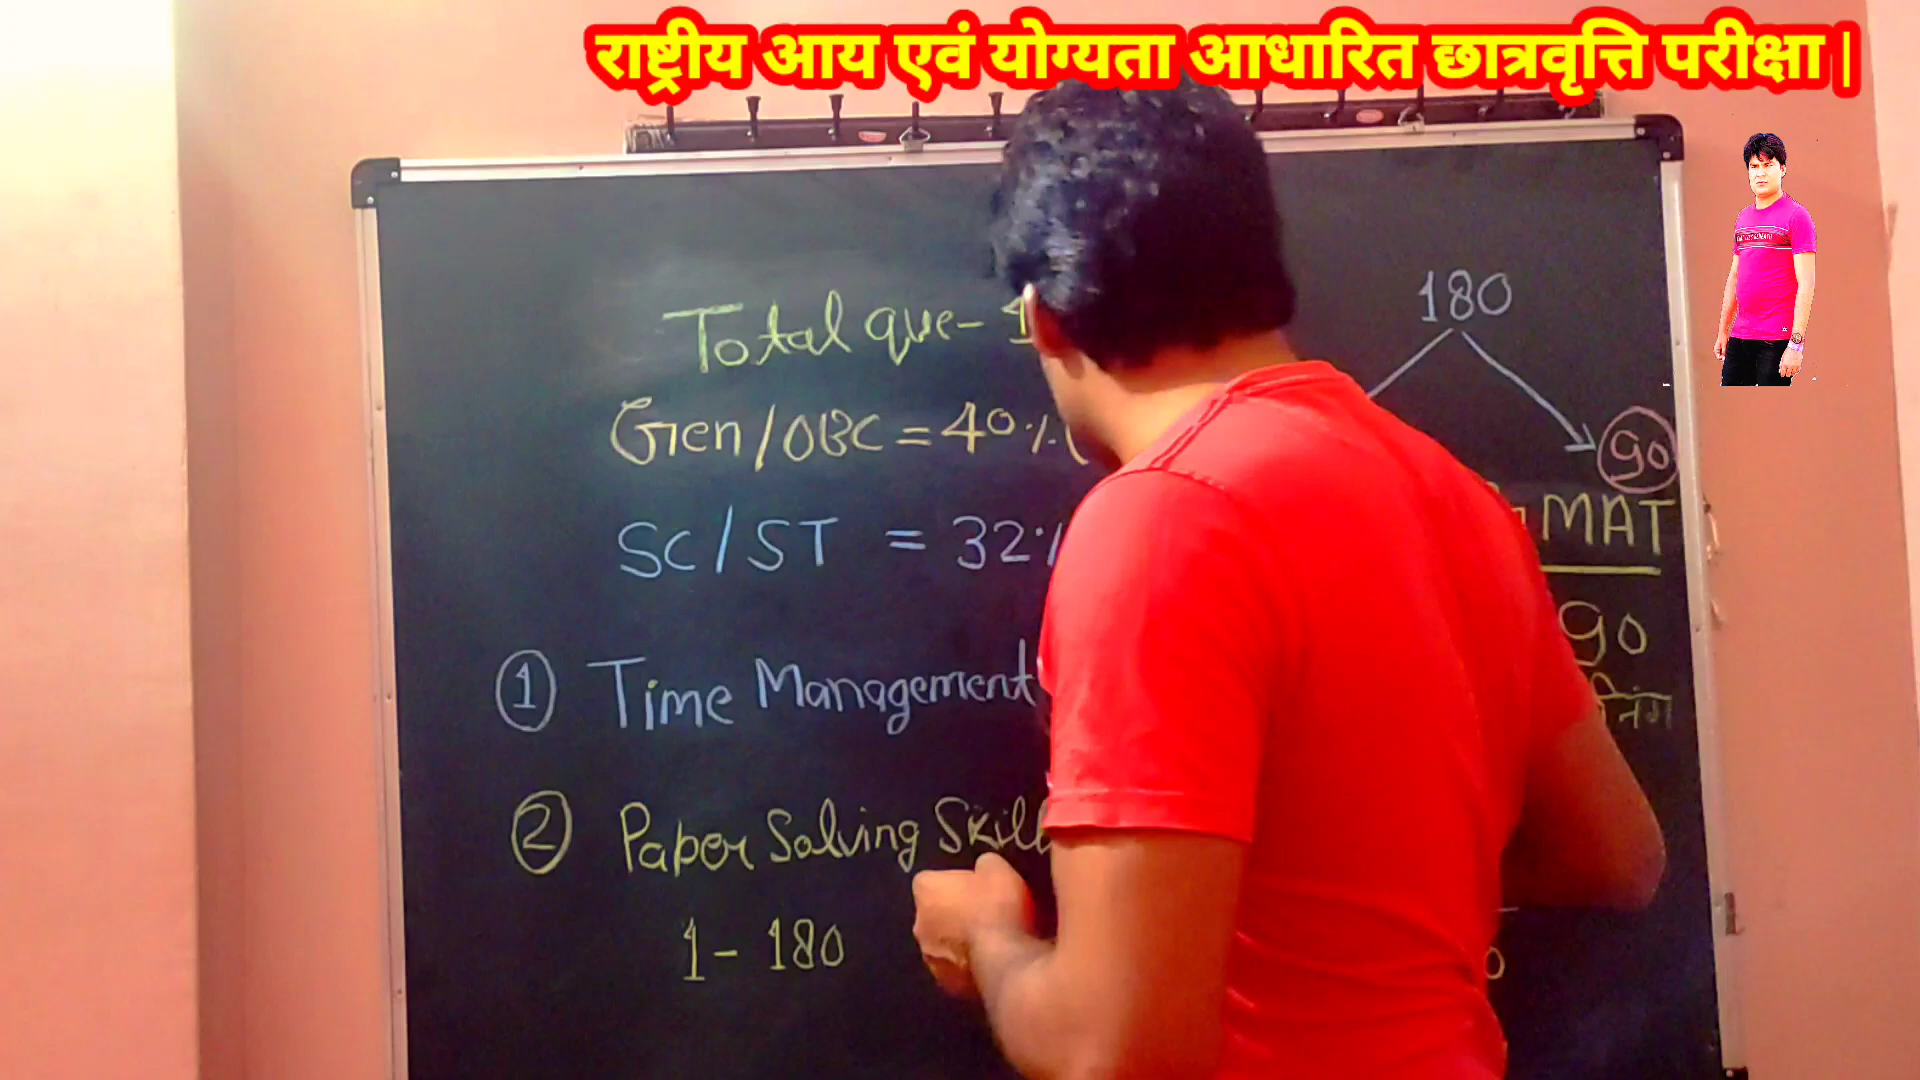 राष्ट्रीय आय एवं योग्यता आधारित छात्रवृत्ति परीक्षा |
Total que- 1
Gen/OBC = 40%(
SC/ST = 32%
① Time Management
② Paper Solving Skill
1- 180
180
90
MAT
90